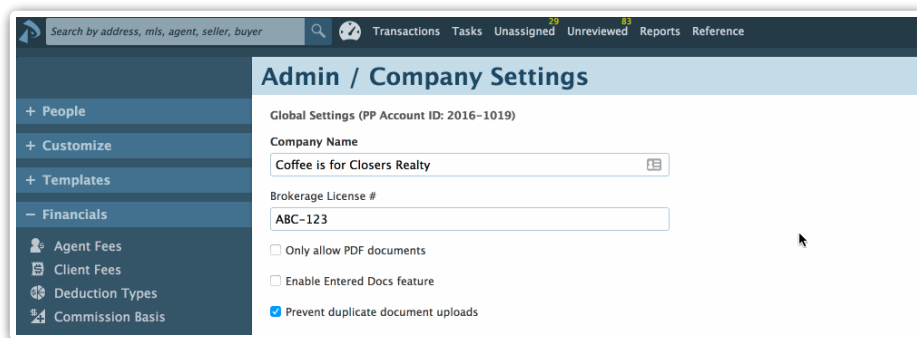 29 83
Search by address, mls, agent, seller, buyer Transactions Tasks Unassigned Unreviewed Reports Reference
Admin / Company Settings
+ People
+ Customize
+ Templates
− Financials
Agent Fees
Client Fees
Deduction Types
Commission Basis
Global Settings (PP Account ID: 2016-1019)
Company Name
Coffee is for Closers Realty
Brokerage License #
ABC-123
Only allow PDF documents
Enable Entered Docs feature
Prevent duplicate document uploads